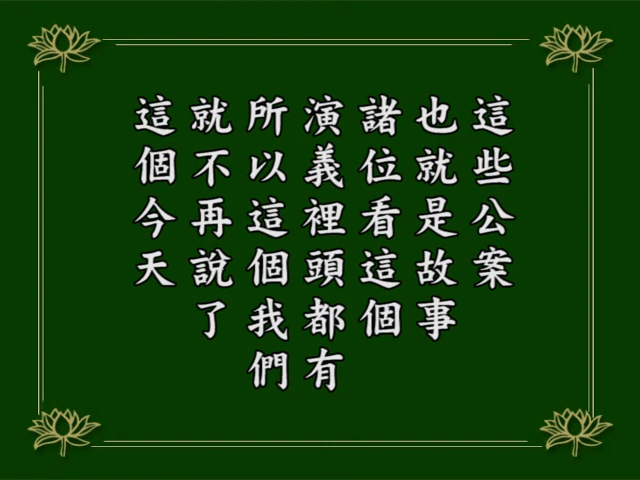 這些公案
也就是故事
諸位看這個
演義裡頭都有
所以這個我們
就不再說了
這個今天